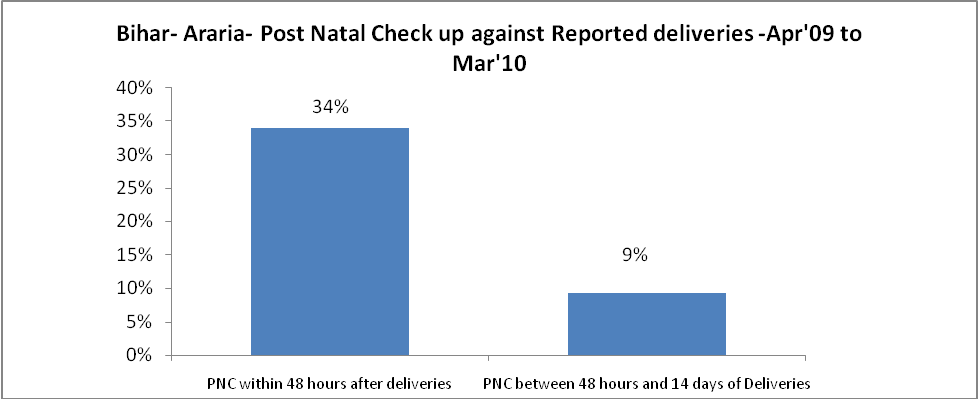 Bihar- Araria- Post Natal Check up against Reported deliveries -Apr'09 to
Mar'10
40%
35%
30%
25%
20%
15%
10%
5%
0%
34%
9%
PNC within 48 hours after deliveries
PNC between 48 hours and 14 days of Deliveries